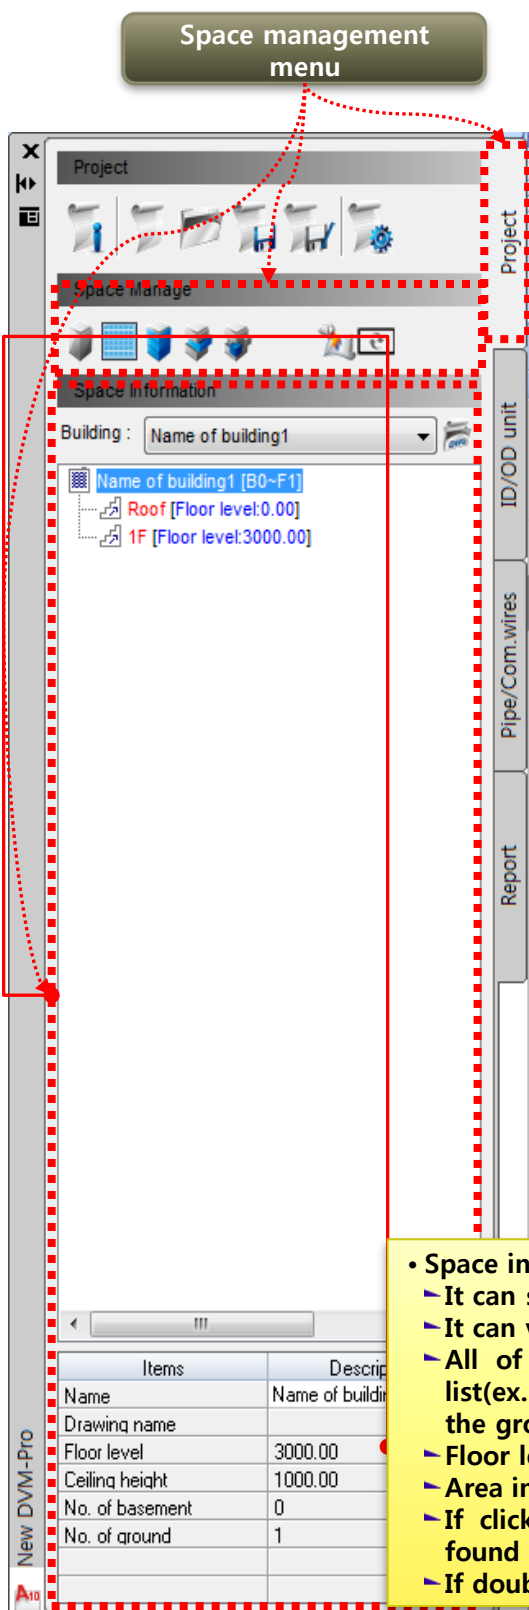 Space management
menu
Project
Space Manage
Space Information
Building :
Name of building1
Name of building1 [B0~F1]
Roof [Floor level:0.00]
1F [Floor level:3000.00]
Items
Name
Name of buildin
Drawing name
Floor level
3000.00
Ceiling height
1000.00
No. of basement
0
No. of ground
1
Project
ID/OD unit
Pipe/Com.wires
Report
New DVM-Pro
A10
• Space in
It can
It can
All of
list(ex.
the gro
Floor l
Area in
If click
found
If doub